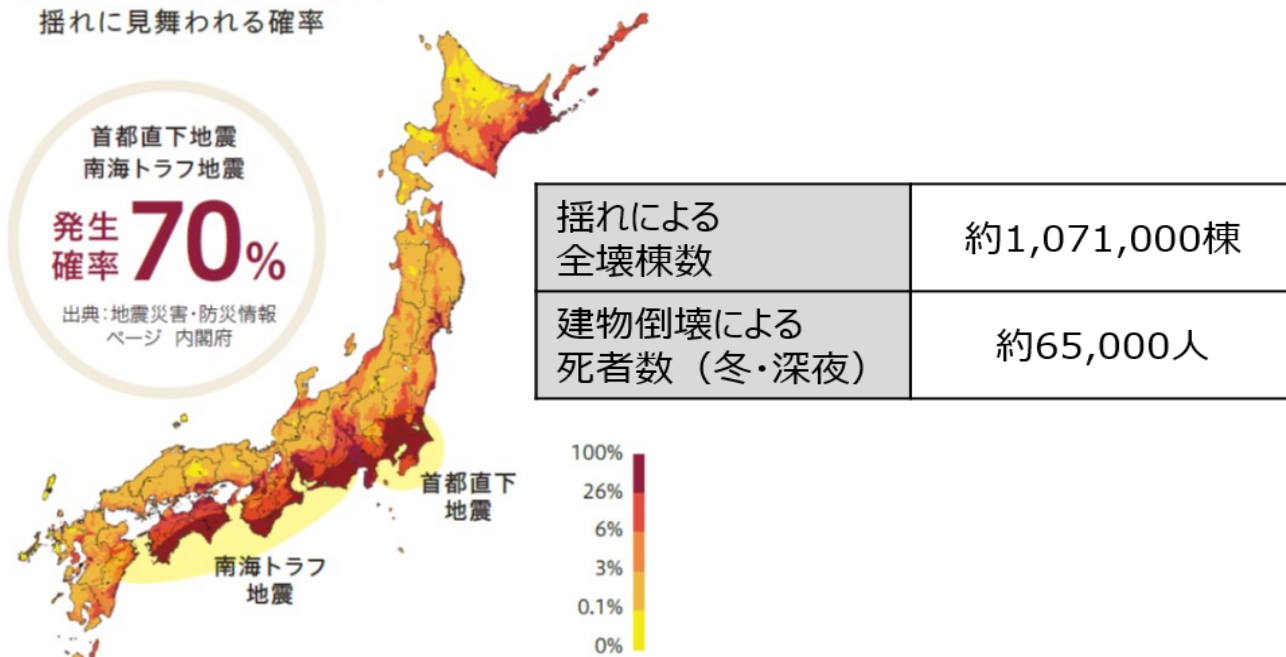 揺れに見舞われる確率
首都直下地震
南海トラフ地震
発生
確率 70%
出典:地震災害・防災情報
ページ 内閣府
揺れによる
全壊棟数
約1,071,000棟
建物倒壊による
死者数（冬・深夜）
約65,000人
首都直下
地震
南海トラフ
地震
100%
26%
6%
3%
0.1%
0%